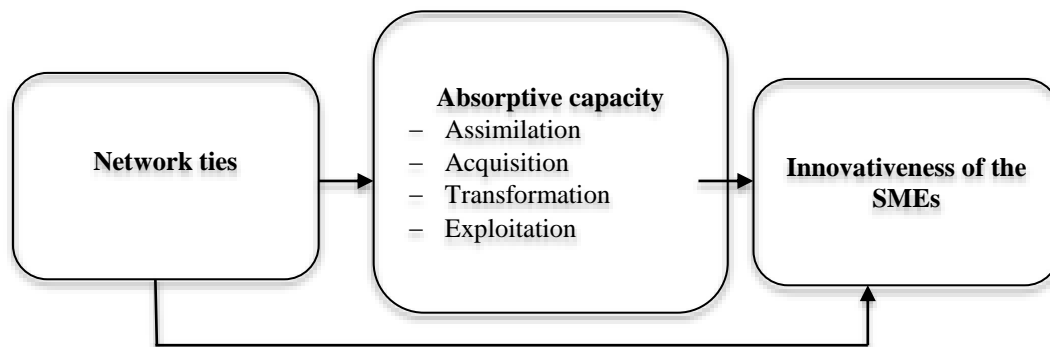 Network ties
Absorptive capacity
– Assimilation
– Acquisition
– Transformation
– Exploitation
Innovativeness of the
SMEs